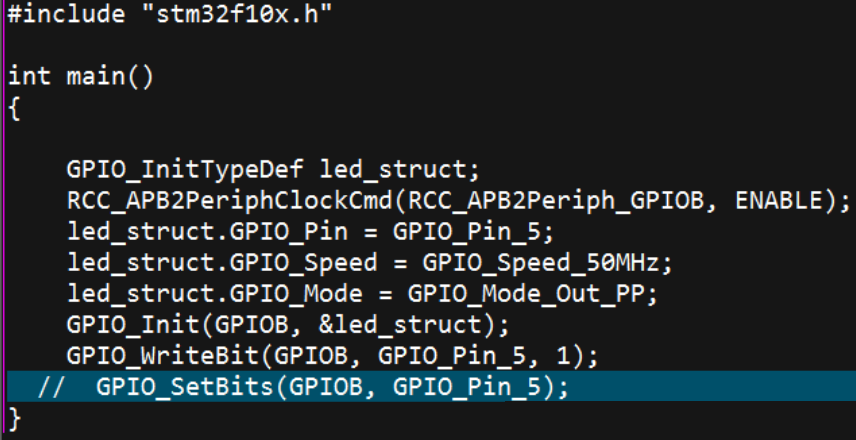 #include "stm32f10x.h"
int main()
{
GPIO_InitTypeDef led_struct;
RCC_APB2PeriphClockCmd(RCC_APB2Periph_GPIOB, ENABLE);
led_struct.GPIO_Pin = GPIO_Pin_5;
led_struct.GPIO_Speed = GPIO_Speed_50MHz;
led_struct.GPIO_Mode = GPIO_Mode_Out_PP;
GPIO_Init(GPIOB, &led_struct);
GPIO_WriteBit(GPIOB, GPIO_Pin_5, 1);
//  GPIO_SetBits(GPIOB, GPIO_Pin_5);
}